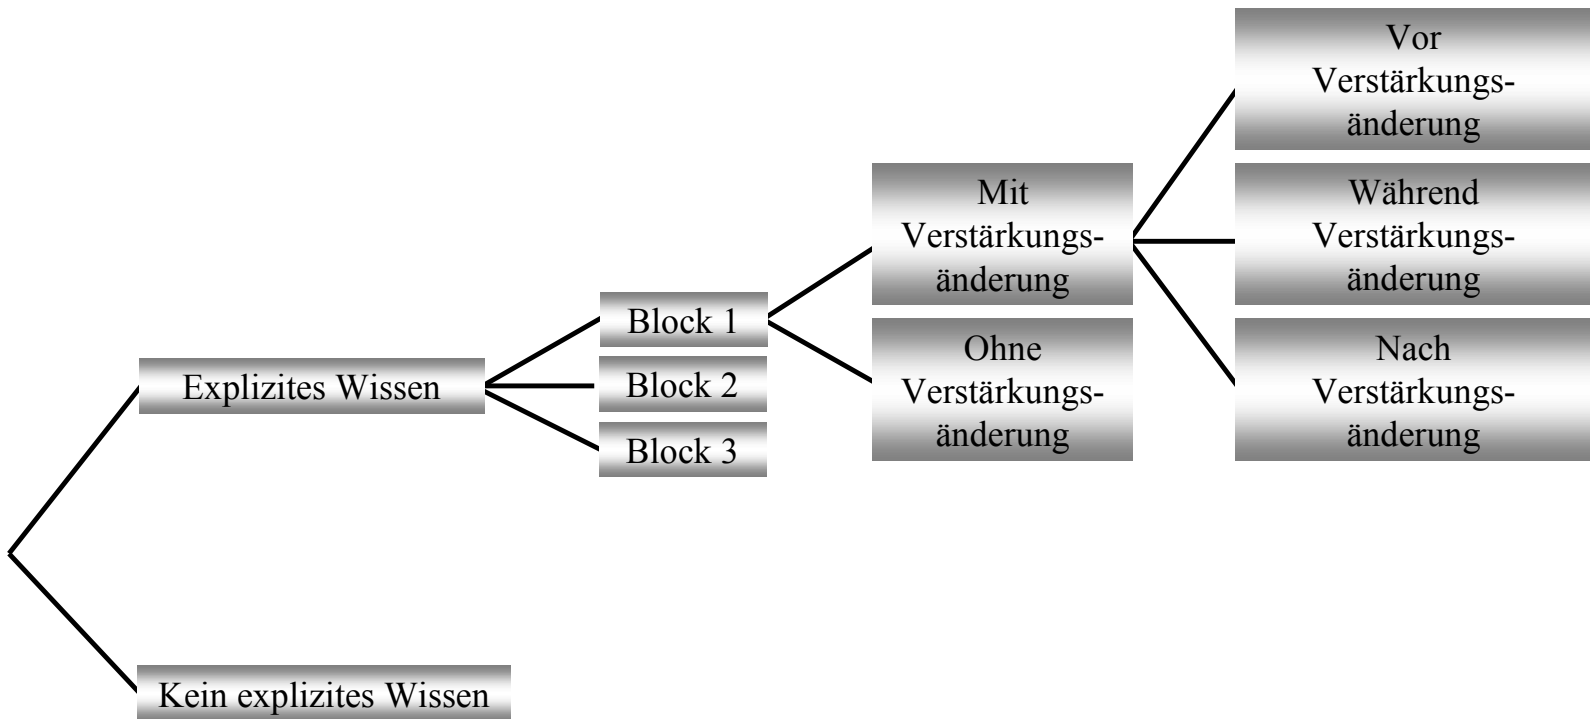 Vor
Verstärkungs-
änderung
Mit
Verstärkungs-
änderung
Während
Verstärkungs-
änderung
Block 1
Explizites Wissen
Block 2
Block 3
Ohne
Verstärkungs-
änderung
Nach
Verstärkungs-
änderung
Kein explizites Wissen